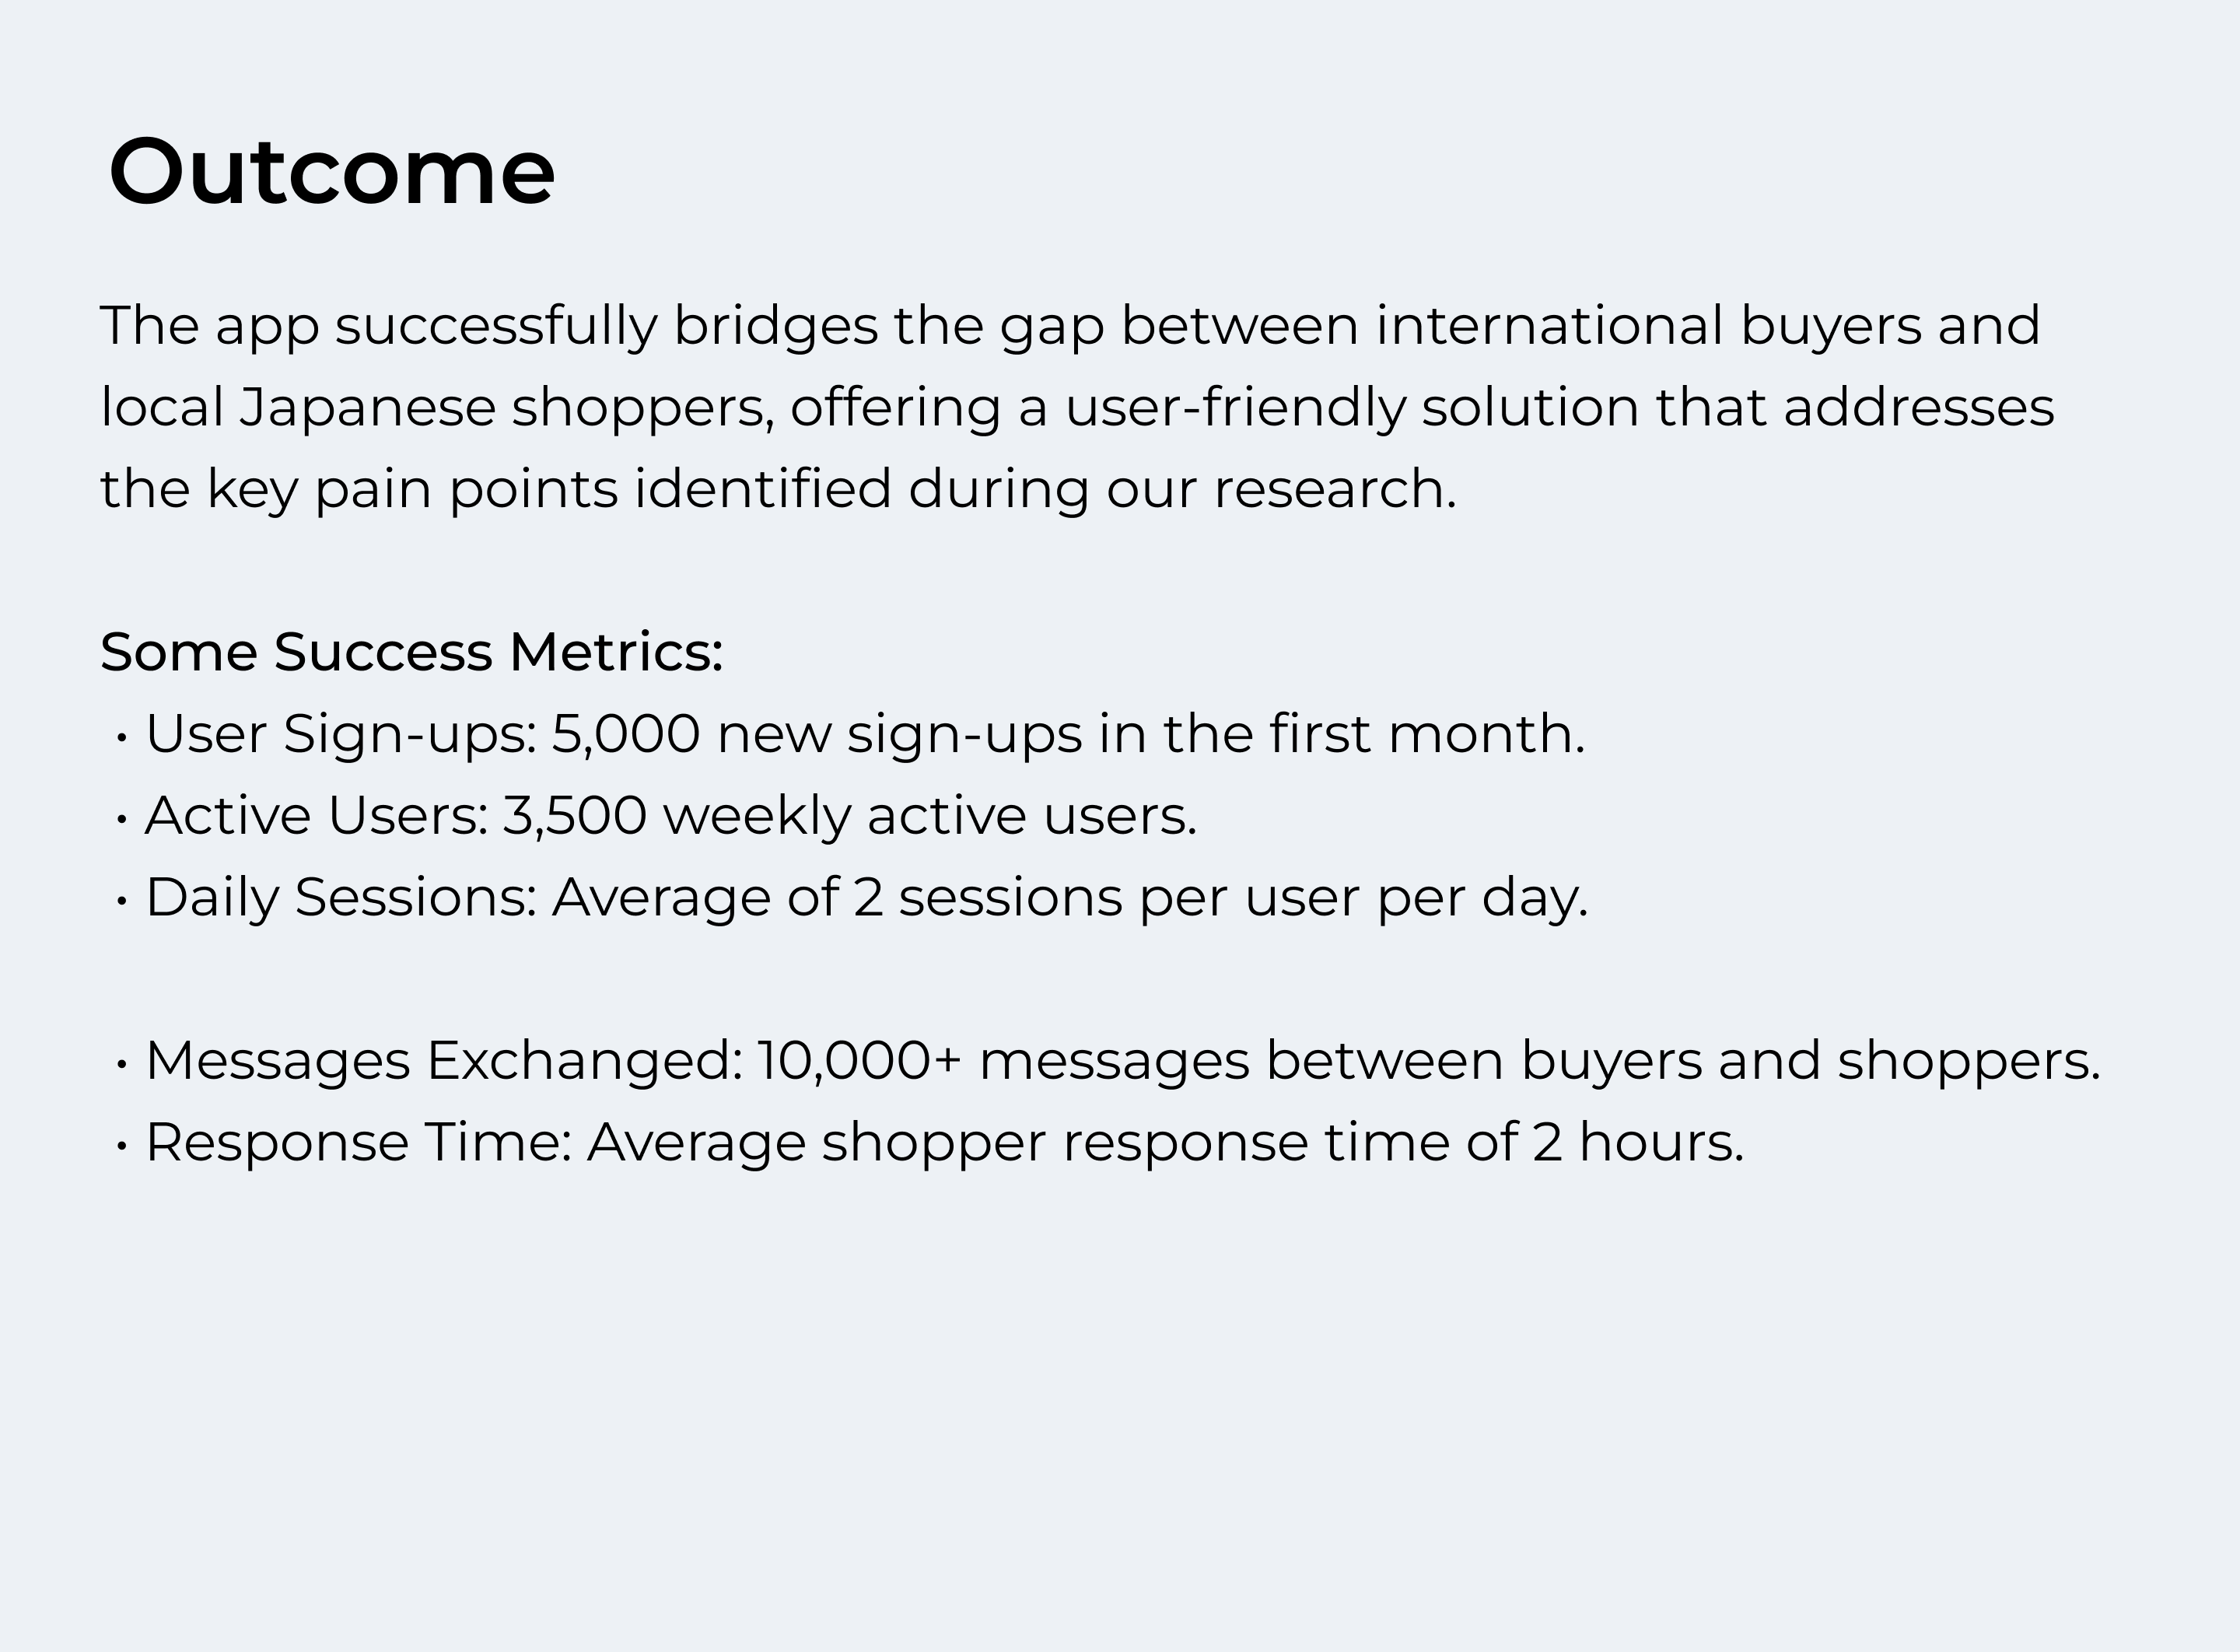 Outcome
The app successfully bridges the gap between international buyers and
local Japanese shoppers, offering a user-friendly solution that addresses
the key pain points identified during our research.
Some Success Metrics:
• User Sign-ups: 5,000 new sign-ups in the first month.
• Active Users: 3,500 weekly active users.
• Daily Sessions: Average of 2 sessions per user per day.
• Messages Exchanged: 10,000+ messages between buyers and shoppers.
• Response Time: Average shopper response time of 2 hours.